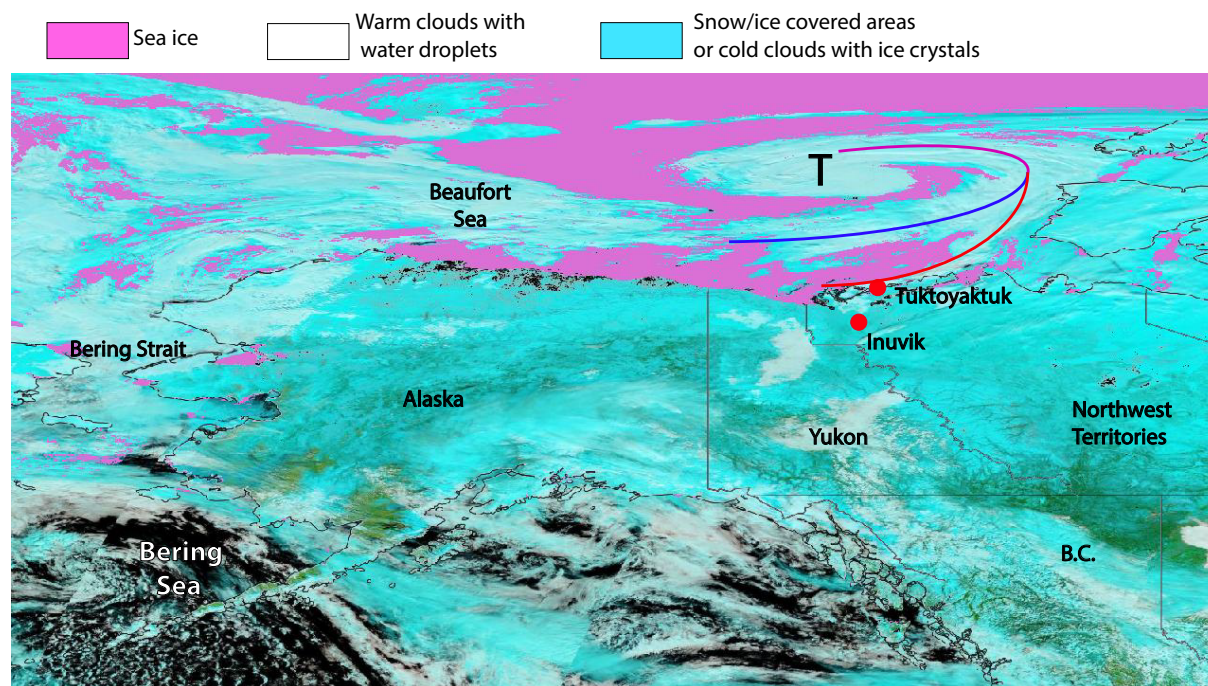 Sea ice
Warm clouds with
water droplets
Snow/ice covered areas
or cold clouds with ice crystals
T
Beaufort
Sea
Tuktoyaktuk
Inuvik
Bering Strait
Alaska
Northwest
Territories
Yukon
Bering
Sea
B.C.